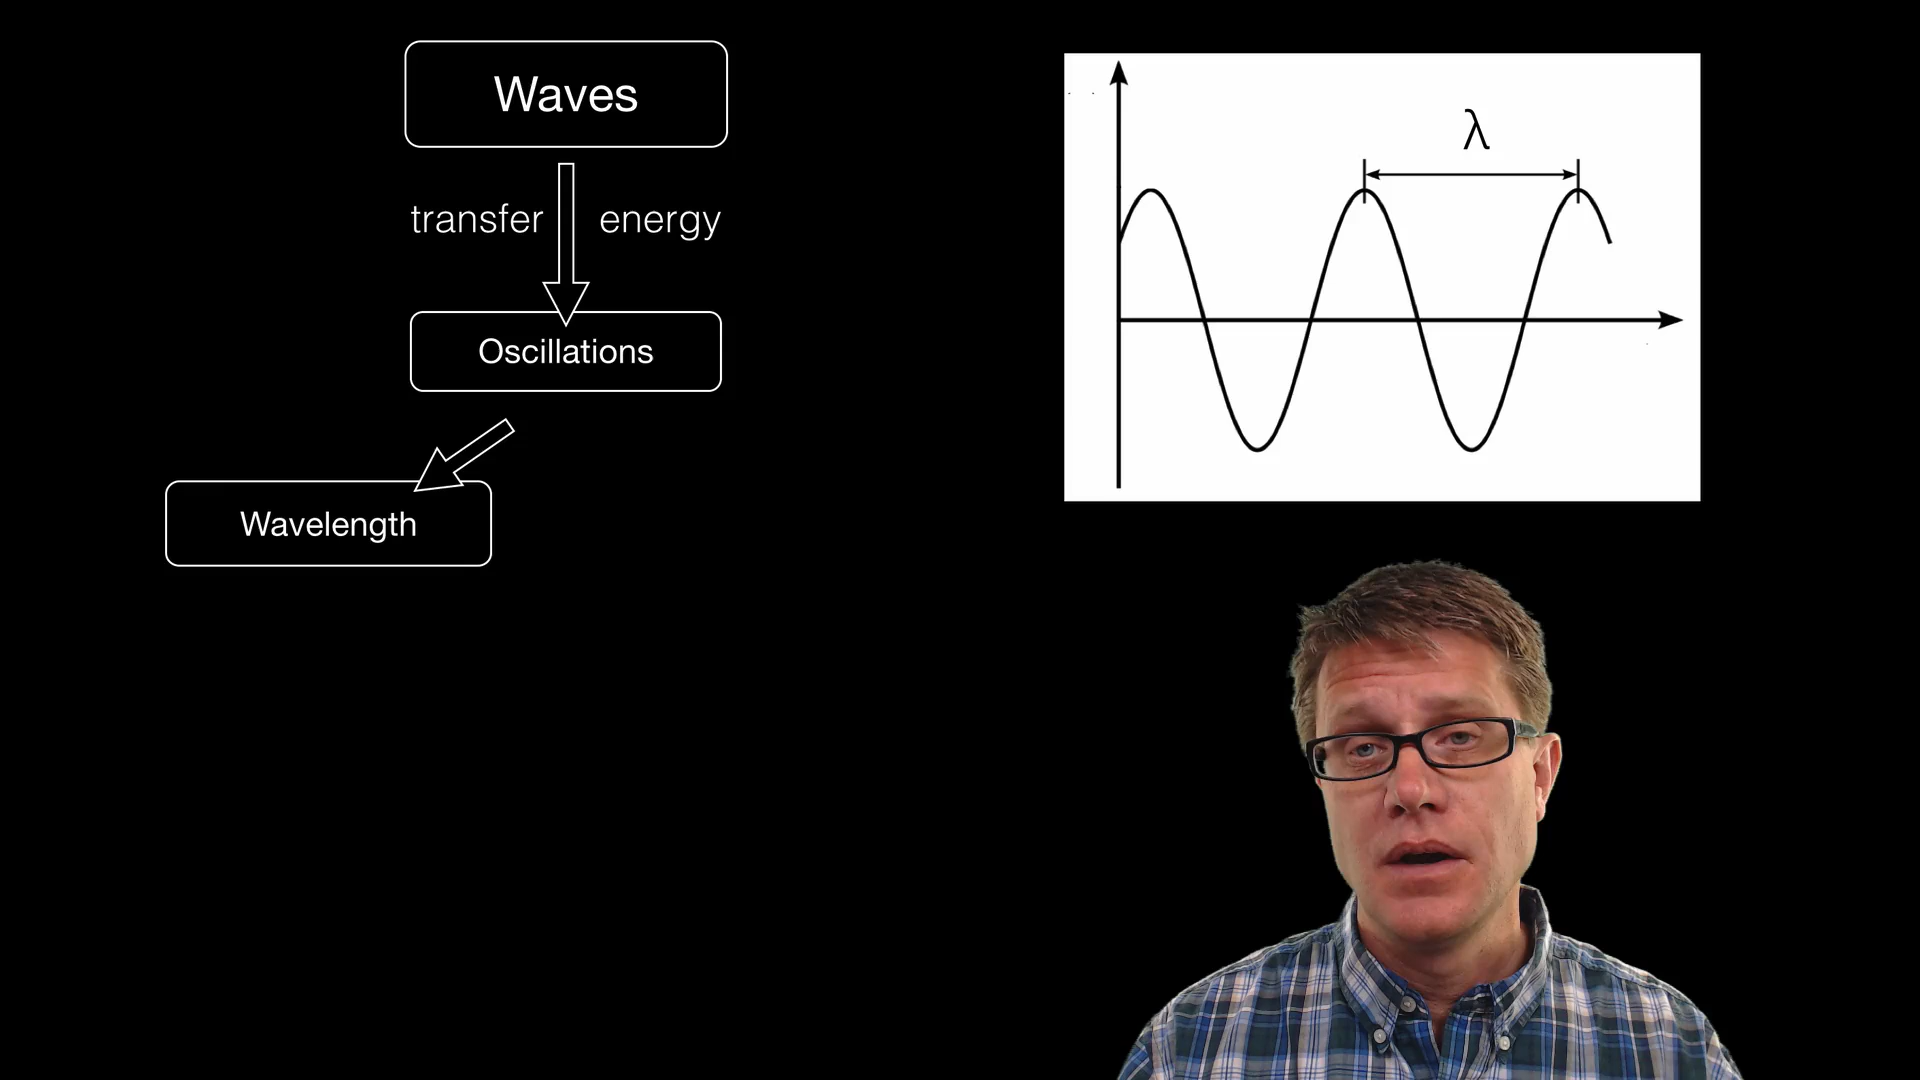 Waves
transfer energy
Oscillations
Wavelength
λ